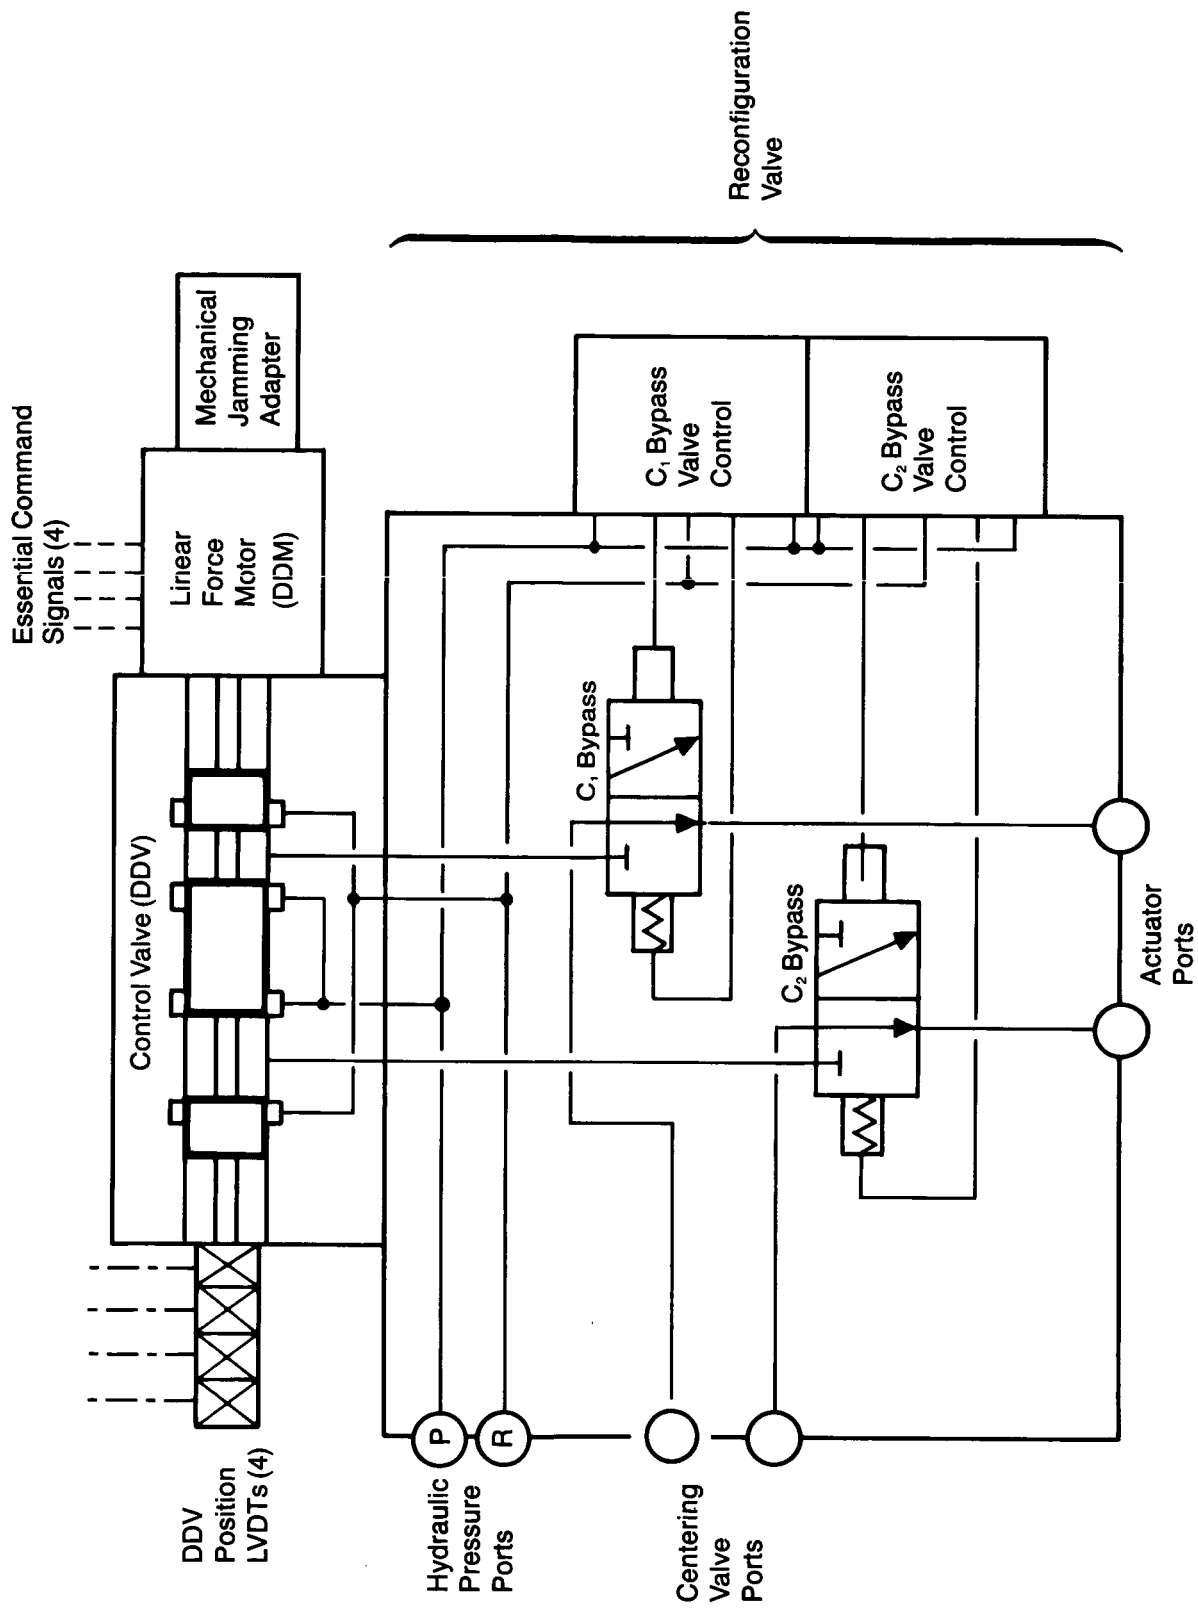 Essential Command
Signals (4)
Mechanical
Jamming
Adapter
Linear
Force
Motor
(DDM)
Control Valve (DDV)
DDV
Position
LVDTs (4)
Reconfiguration
Valve
C₁ Bypass
Valve
Control
C₂ Bypass
Valve
Control
C₁ Bypass
C₂ Bypass
P
R
Hydraulic
Pressure
Ports
Centering
Valve
Ports
Actuator
Ports